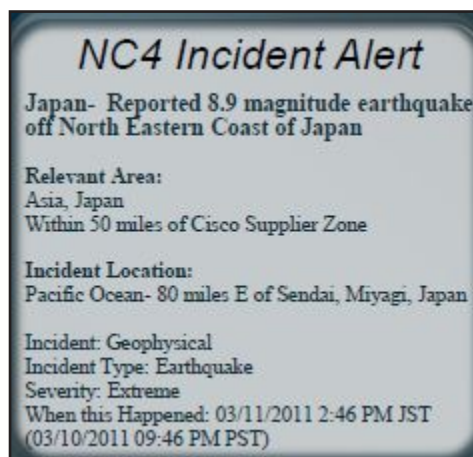 NC4 Incident Alert
Japan- Reported 8.9 magnitude earthquake
off North Eastern Coast of Japan
Relevant Area:
Asia, Japan
Within 50 miles of Cisco Supplier Zone
Incident Location:
Pacific Ocean- 80 miles E of Sendai, Miyagi, Japan
Incident: Geophysical
Incident Type: Earthquake
Severity: Extreme
When this Happened: 03/11/2011 2:46 PM JST
(03/10/2011 09:46 PM PST)